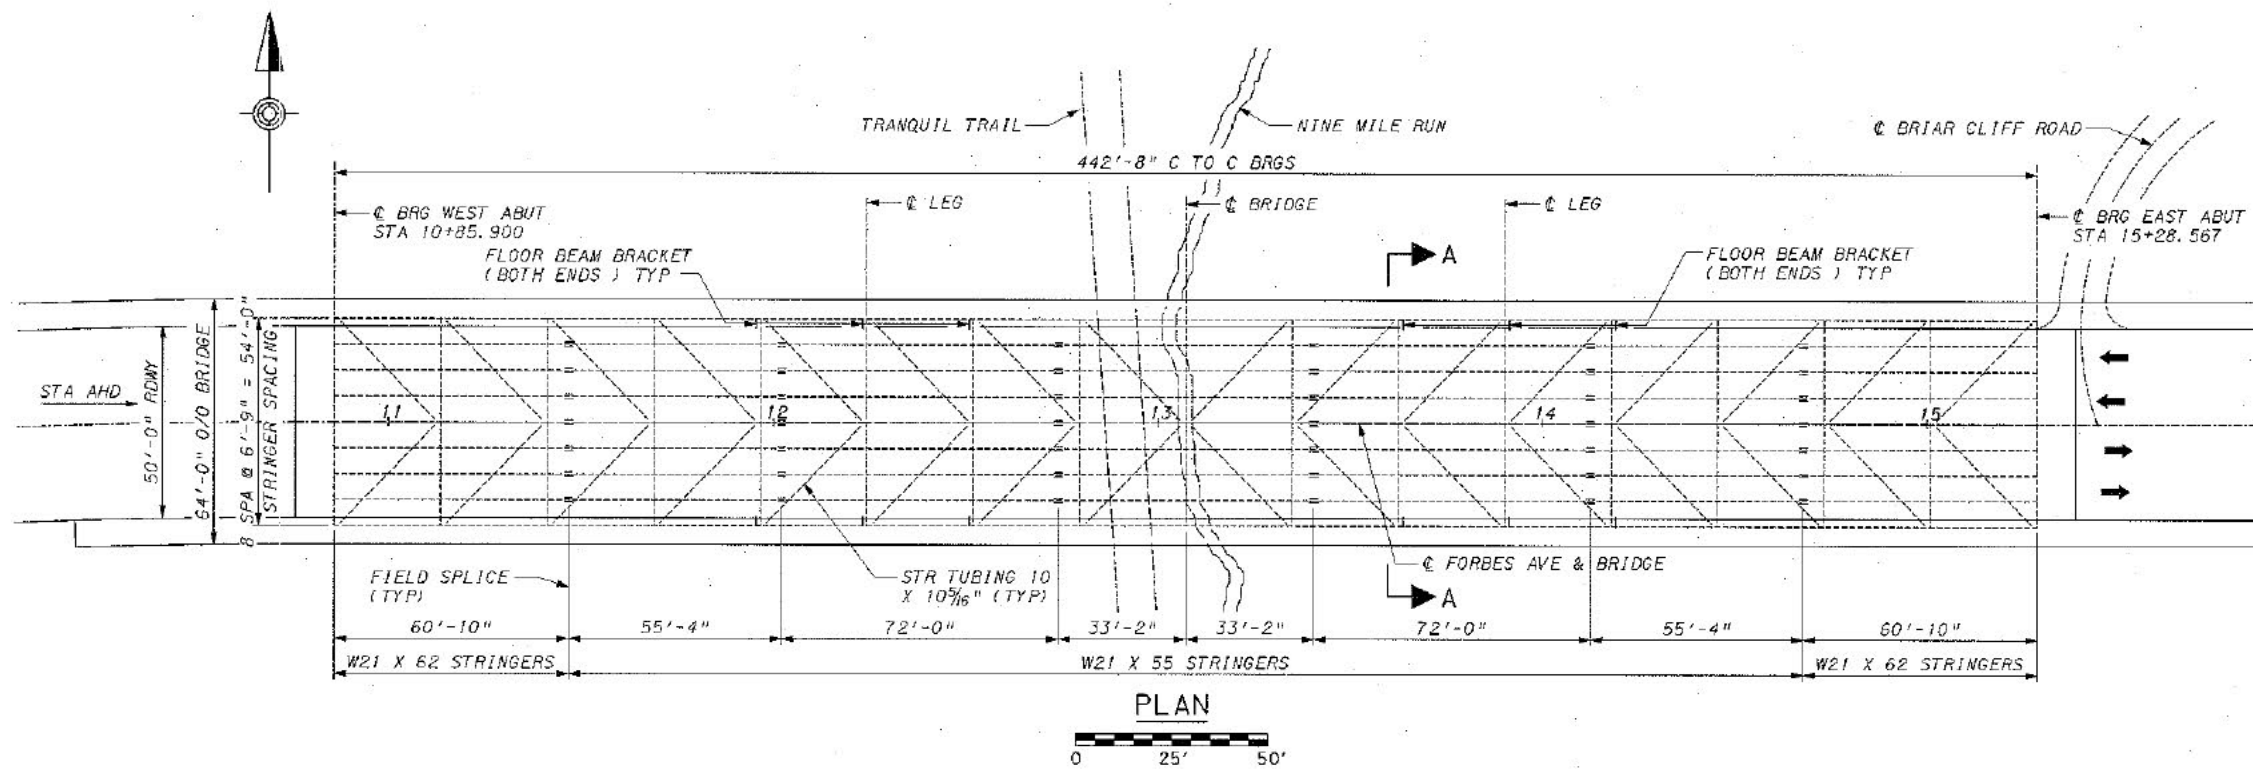 TRANQUIL TRAIL
NINE MILE RUN
℄ BRIAR CLIFF ROAD
442'-8" C TO C BRGS
℄ BRG WEST ABUT
STA 10+85.900
℄ LEG
℄ BRIDGE
℄ LEG
℄ BRG EAST ABUT
STA 15+28.567
FLOOR BEAM BRACKET
(BOTH ENDS) TYP
A
FLOOR BEAM BRACKET
(BOTH ENDS) TYP
STA AHD
50'-0" RDWY
64'-0" O/O BRIDGE
8 SPA @ 6'-9" = 54'-0"
STRINGER SPACING
11
12
13
14
15
FIELD SPLICE
(TYP)
STR TUBING 10
X 10 5/16" (TYP)
℄ FORBES AVE & BRIDGE
A
60'-10"
55'-4"
72'-0"
33'-2"
33'-2"
72'-0"
55'-4"
60'-10"
W21 X 62 STRINGERS
W21 X 55 STRINGERS
W21 X 62 STRINGERS
PLAN
0 25' 50'